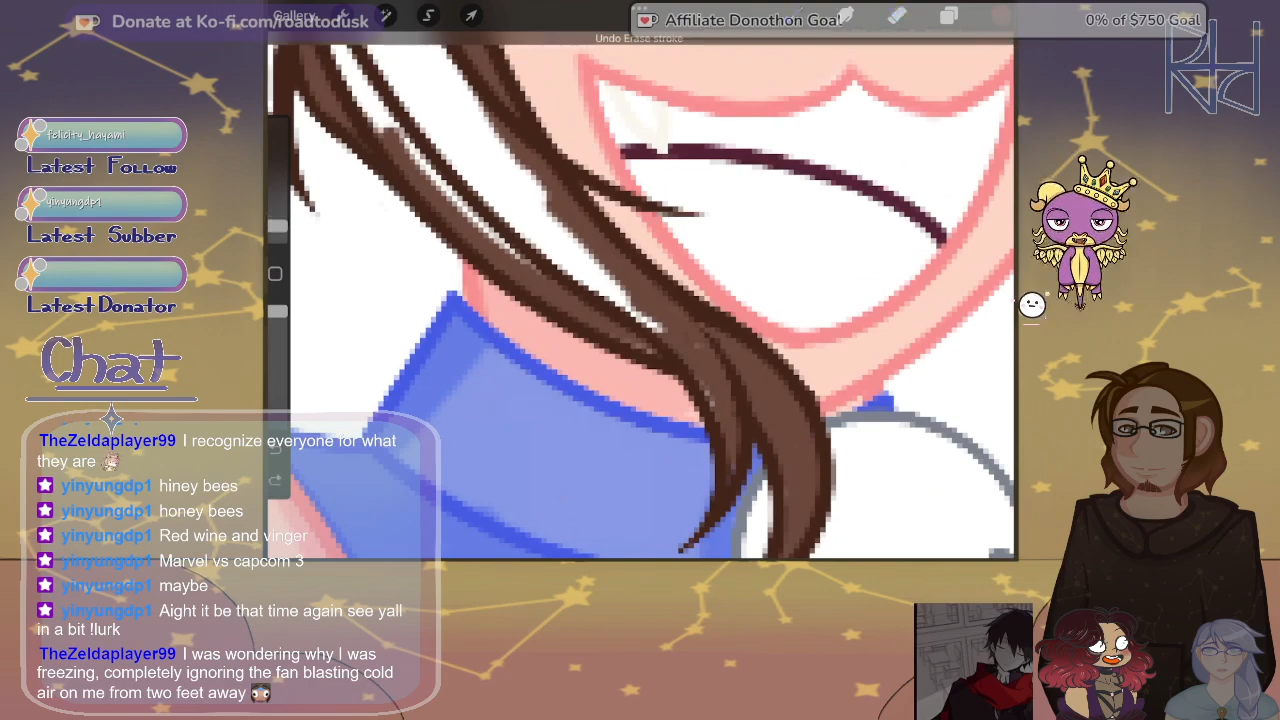 Donate at Ko-fi.com/roadtodusk
Gallery
Affiliate Donothon Goal
0% of $750 Goal
Undo Erase stroke
felicity_hayami
Latest Follow
yinyungdp1
Latest Subber
Latest Donator
Chat
TheZeldaplayer99 I recognize everyone for what
they are
yinyungdp1 hiney bees
yinyungdp1 honey bees
yinyungdp1 Red wine and vinger
yinyungdp1 Marvel vs capcom 3
yinyungdp1 maybe
yinyungdp1 Aight it be that time again see yall
in a bit !lurk
TheZeldaplayer99 I was wondering why I was
freezing, completely ignoring the fan blasting cold
air on me from two feet away